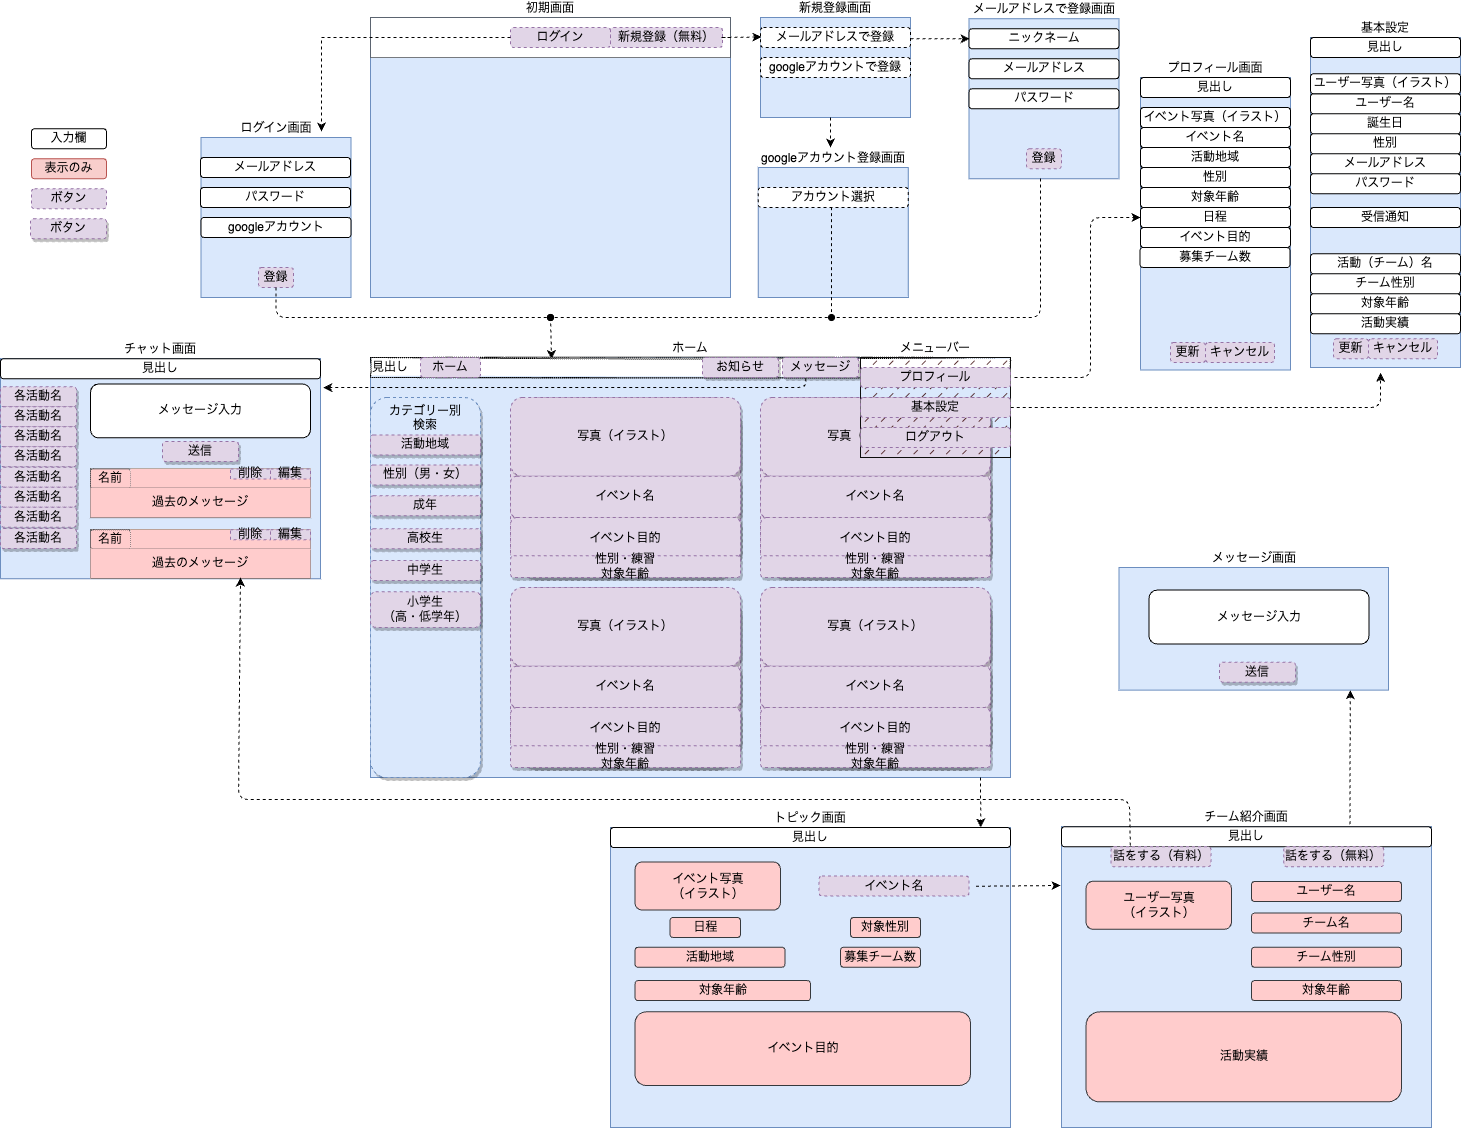 初期画面
ログイン
新規登録（無料）
新規登録画面
メールアドレスで登録
googleアカウントで登録
メールアドレスで登録画面
ニックネーム
メールアドレス
パスワード
登録
プロフィール画面
見出し
イベント写真（イラスト）
イベント名
活動地域
性別
対象年齢
日程
イベント目的
募集チーム数
更新
キャンセル
基本設定
見出し
ユーザー写真（イラスト）
ユーザー名
誕生日
性別
メールアドレス
パスワード
受信通知
活動（チーム）名
チーム性別
対象年齢
活動実績
更新
キャンセル
入力欄
表示のみ
ボタン
ボタン
ログイン画面
メールアドレス
パスワード
googleアカウント
登録
googleアカウント登録画面
アカウント選択
チャット画面
見出し
各活動名
各活動名
各活動名
各活動名
各活動名
各活動名
各活動名
各活動名
メッセージ入力
送信
名前
削除
編集
過去のメッセージ
名前
削除
編集
過去のメッセージ
ホーム
メニューバー
見出し
ホーム
お知らせ
メッセージ
プロフィール
基本設定
ログアウト
カテゴリー別
検索
活動地域
性別（男・女）
成年
高校生
中学生
小学生
（高・低学年）
写真（イラスト）
イベント名
イベント目的
性別・練習
対象年齢
写真
イベント名
イベント目的
性別・練習
対象年齢
写真（イラスト）
イベント名
イベント目的
性別・練習
対象年齢
写真（イラスト）
イベント名
イベント目的
性別・練習
対象年齢
メッセージ画面
メッセージ入力
送信
トピック画面
見出し
イベント写真
（イラスト）
イベント名
日程
対象性別
活動地域
募集チーム数
対象年齢
イベント目的
チーム紹介画面
見出し
話をする（有料）
話をする（無料）
ユーザー写真
（イラスト）
ユーザー名
チーム名
チーム性別
対象年齢
活動実績